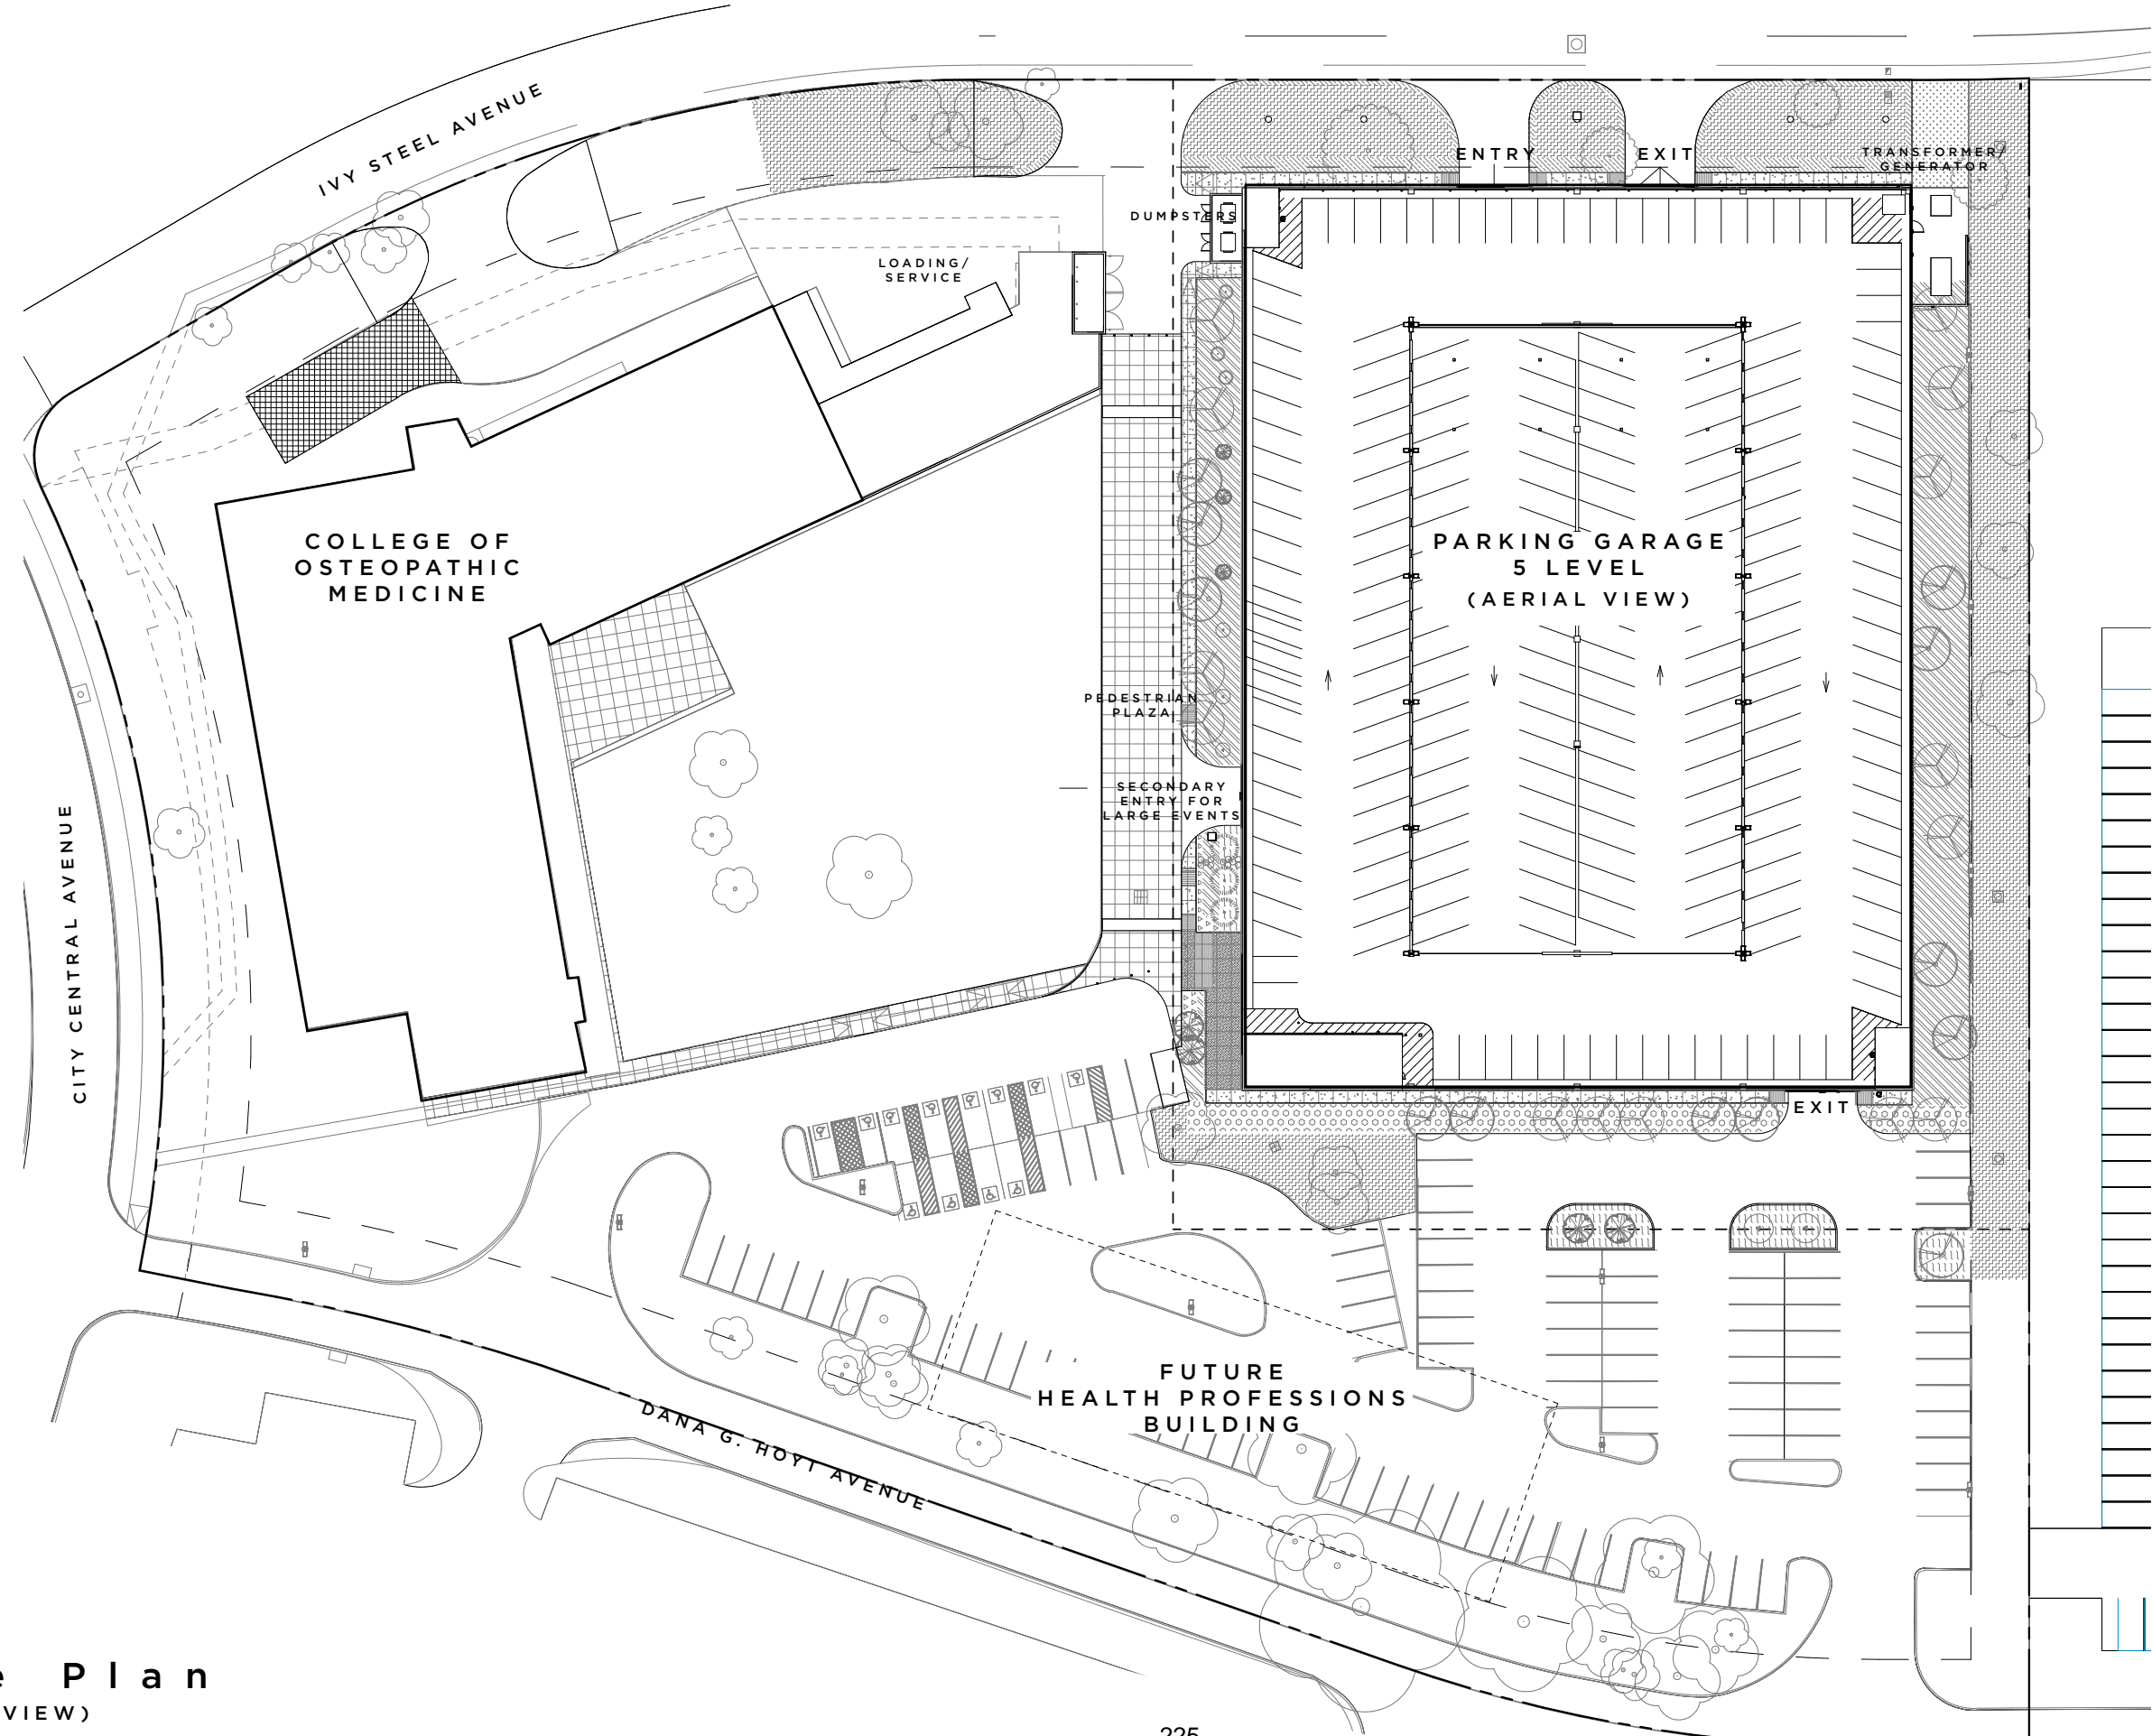 IVY STEEL AVENUE
ENTRY
EXIT
TRANSFORMER/
GENERATOR
DUMPSTERS
LOADING/
SERVICE
COLLEGE OF
OSTEOPATHIC
MEDICINE
PARKING GARAGE
5 LEVEL
(AERIAL VIEW)
PEDESTRIAN
PLAZA
SECONDARY
ENTRY FOR
LARGE EVENTS
CITY CENTRAL AVENUE
EXIT
FUTURE
HEALTH PROFESSIONS
BUILDING
DANA G. HOYT AVENUE
e Plan
VIEW)
225